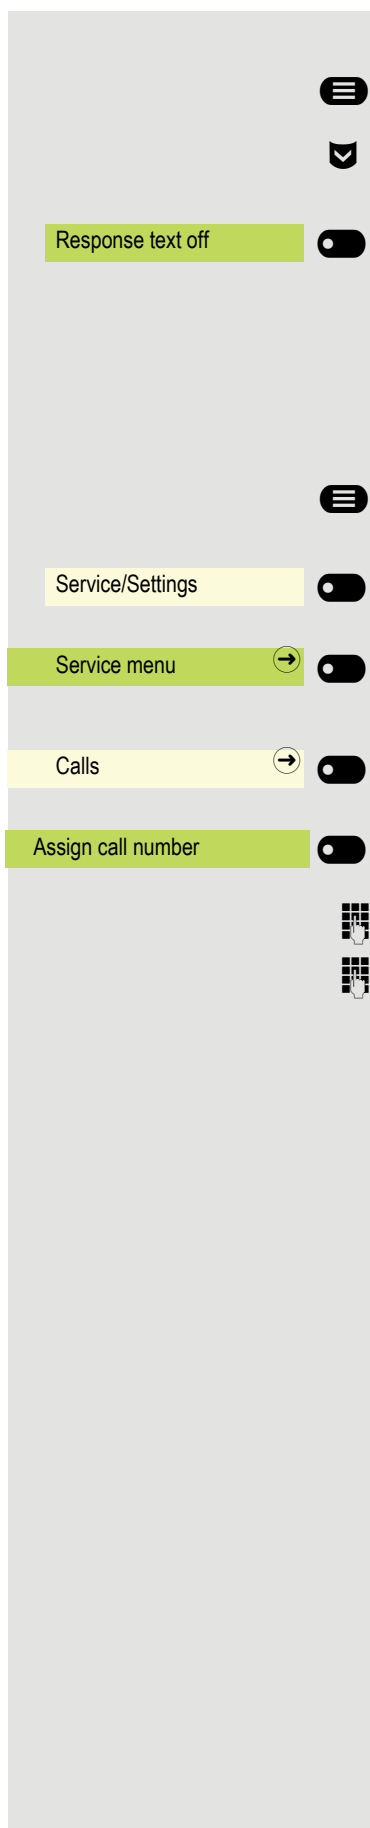 Response text off
Service/Settings
Service menu
Calls
Assign call number